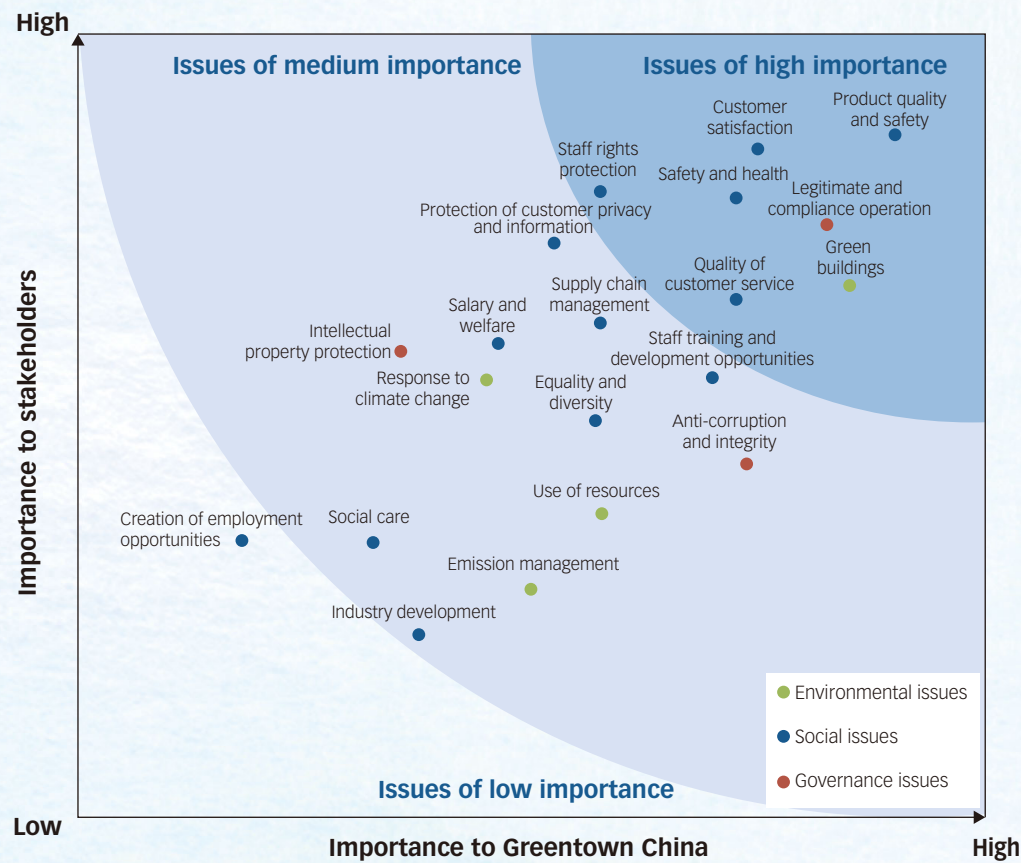 High
Issues of medium importance
Issues of high importance
Product quality
and safety
Customer
satisfaction
Staff rights
protection
Safety and health
Legitimate and
compliance operation
Protection of customer privacy
and information
Green
buildings
Quality of
customer service
Supply chain
management
Salary and
welfare
Intellectual
property protection
Staff training and
development opportunities
Response to
climate change
Equality and
diversity
Anti-corruption
and integrity
Use of resources
Creation of employment
opportunities
Social care
Emission management
Industry development
Importance to stakeholders
Environmental issues
Social issues
Governance issues
Issues of low importance
Low
Importance to Greentown China
High